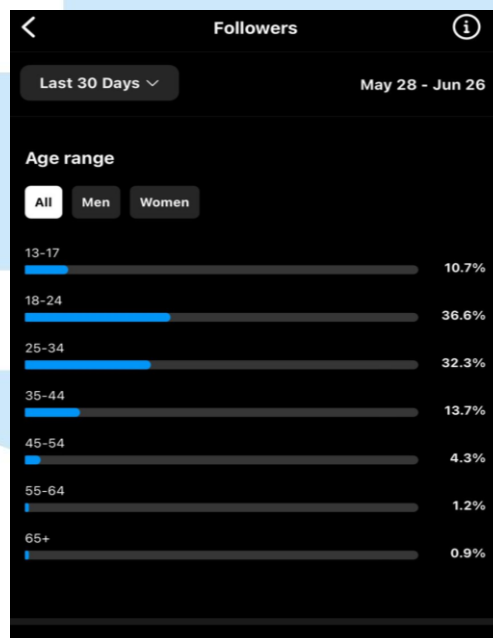 Followers
Last 30 Days
May 28 - Jun 26
Age range
All Men Women
13-17
10.7%
18-24
36.6%
25-34
32.3%
35-44
13.7%
45-54
4.3%
55-64
1.2%
65+
0.9%